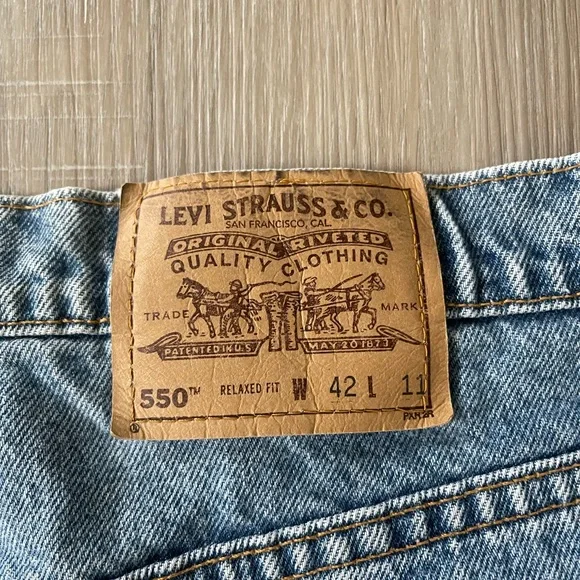 LEVI STRAUSS & CO.
SAN FRANCISCO, CAL.
ORIGINAL RIVETED
QUALITY CLOTHING
TRADE MARK
PATENTED IN U.S. MAY 20 1873
550™ RELAXED FIT W 42 L 11
®